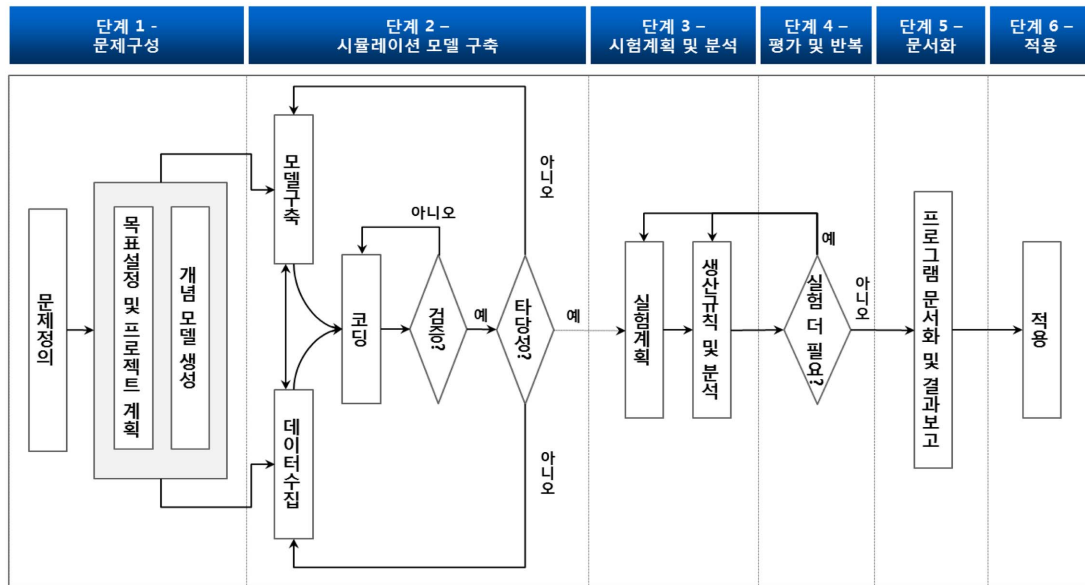 단계 1 -
문제구성
단계 2 –
시뮬레이션 모델 구축
단계 3 –
시험계획 및 분석
단계 4 –
평가 및 반복
단계 5 –
문서화
단계 6 –
적용
문제정의
목표설정 및 프로젝트 계획
개념 모델 생성
모델구축
데이터수집
코딩
아니오
검증?
예
타당성?
아니오
아니오
예
실험계획
생산규칙 및 분석
예
실험 더 필요?
아니오
프로그램 문서화 및 결과보고
적용